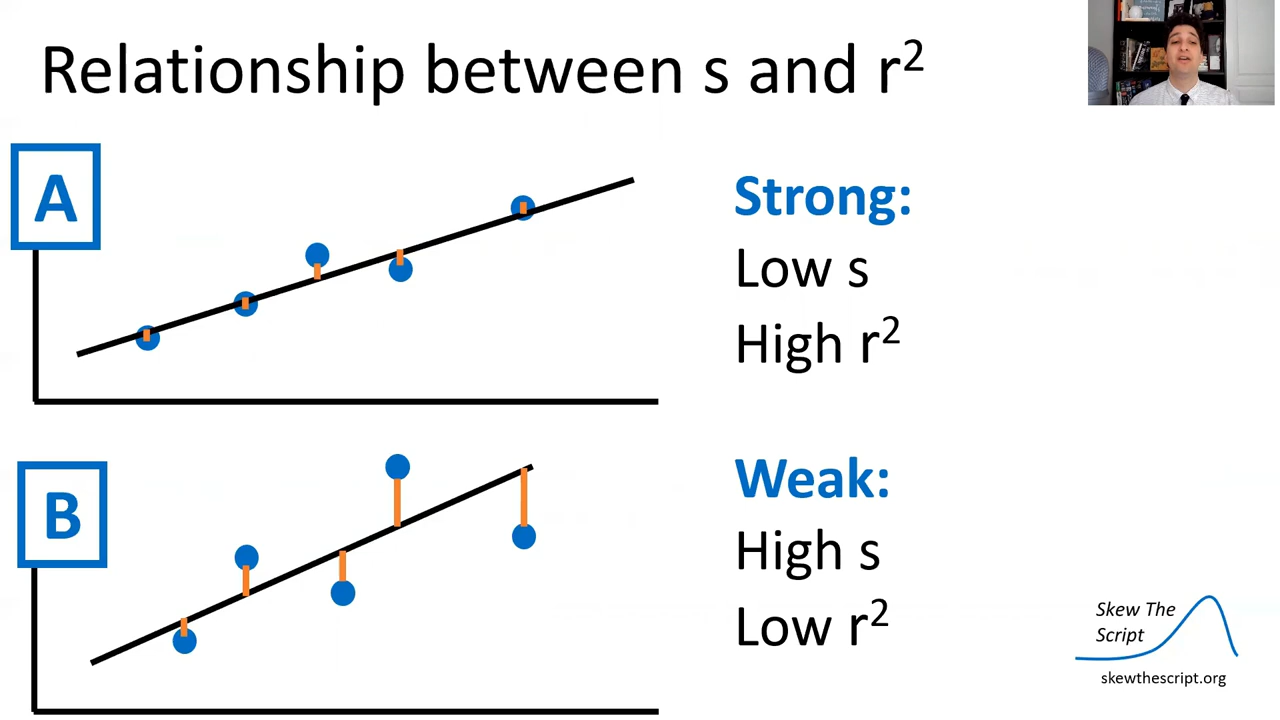 Relationship between s and r²
A
Strong:
Low s
High r²
B
Weak:
High s
Low r²
Skew The
Script
skewthescript.org